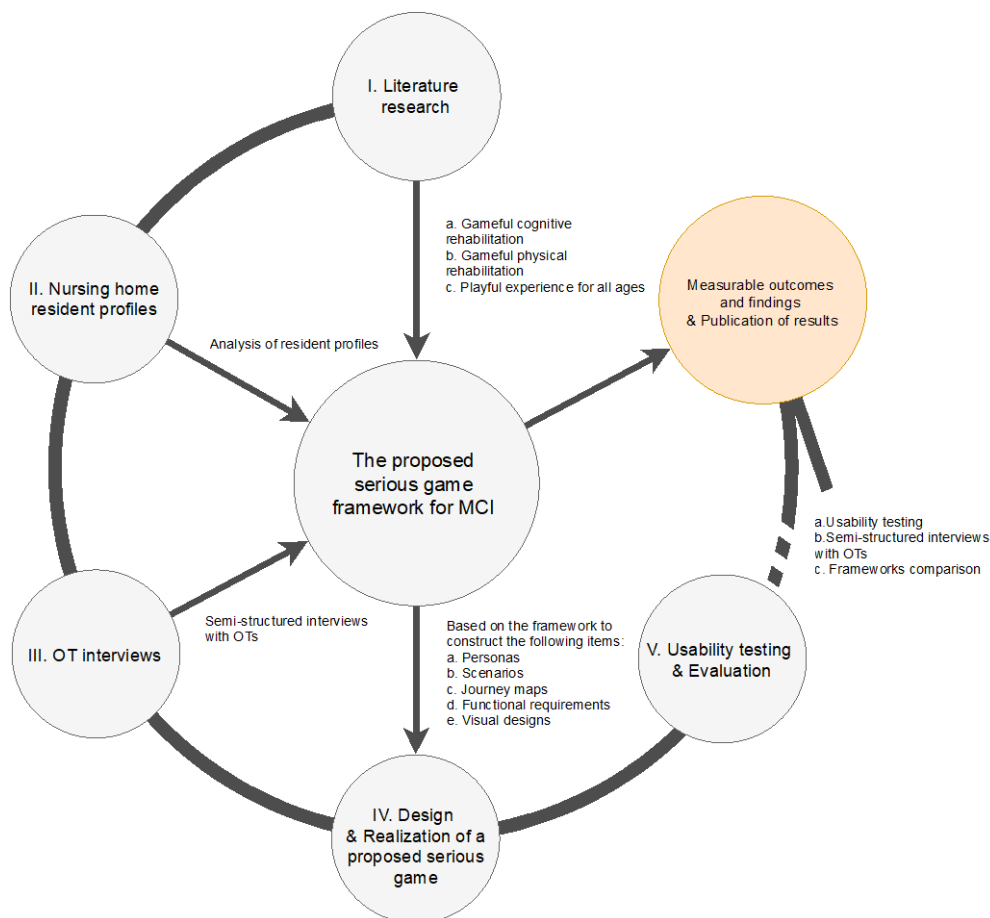 I. Literature
research
a. Gameful cognitive
rehabilitation
b. Gameful physical
rehabilitation
c. Playful experience for all ages
II. Nursing home
resident profiles
Analysis of resident profiles
Measurable outcomes
and findings
& Publication of results
The proposed
serious game
framework for MCI
a.Usability testing
b.Semi-structured interviews
with OTs
c. Frameworks comparison
III. OT interviews
Semi-structured interviews
with OTs
Based on the framework to
construct the following items:
a. Personas
b. Scenarios
c. Journey maps
d. Functional requirements
e. Visual designs
V. Usability testing
& Evaluation
IV. Design
& Realization of a
proposed serious
game